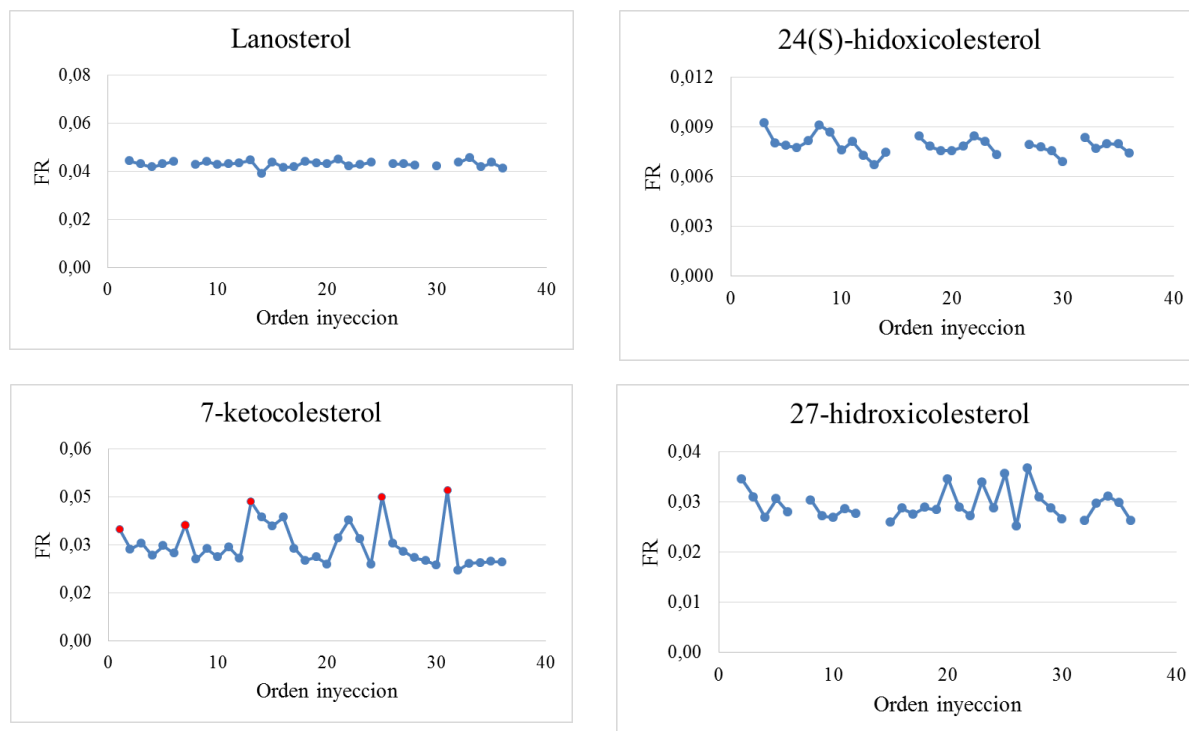 Lanosterol
0,08
0,06
0,04
0,02
0,00
FR
0 10 20 30 40
Orden inyeccion
24(S)-hidoxicolesterol
0,012
0,009
0,006
0,003
0,000
FR
0 10 20 30 40
Orden inyeccion
7-ketocolesterol
0,06
0,05
0,03
0,02
0,00
FR
0 10 20 30 40
Orden inyeccion
27-hidroxicolesterol
0,04
0,03
0,02
0,01
0,00
FR
0 10 20 30 40
Orden inyeccion